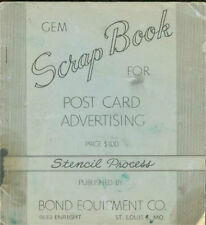 GEM
Scrap Book
FOR
POST CARD
ADVERTISING
PRICE $1.00
Stencil Process
PUBLISHED BY
BOND EQUIPMENT CO.
ENRIGHT ST. LOUIS, MO.